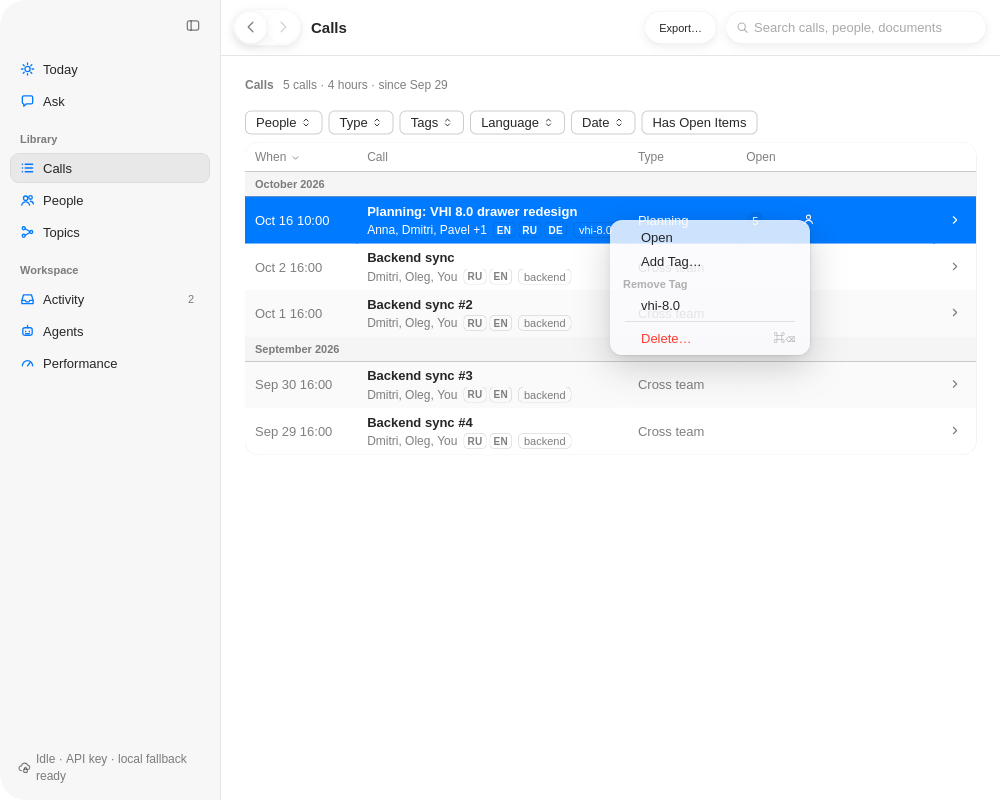 Calls
Export…
Search calls, people, documents
Today
Ask
Library
Calls
People
Topics
Workspace
Activity 2
Agents
Performance
Idle · API key · local fallback
ready
Calls 5 calls · 4 hours · since Sep 29
People Type Tags Language Date Has Open Items
When Call Type Open
October 2026
Oct 16 10:00 Planning: VHI 8.0 drawer redesign Planning 5
Anna, Dmitri, Pavel +1 EN RU DE vhi-8.0
Oct 2 16:00 Backend sync Cross team
Dmitri, Oleg, You RU EN backend
Oct 1 16:00 Backend sync #2 Cross team
Dmitri, Oleg, You RU EN backend
September 2026
Sep 30 16:00 Backend sync #3 Cross team
Dmitri, Oleg, You RU EN backend
Sep 29 16:00 Backend sync #4 Cross team
Dmitri, Oleg, You RU EN backend
Open
Add Tag…
Remove Tag
vhi-8.0
Delete… ⌘⌫